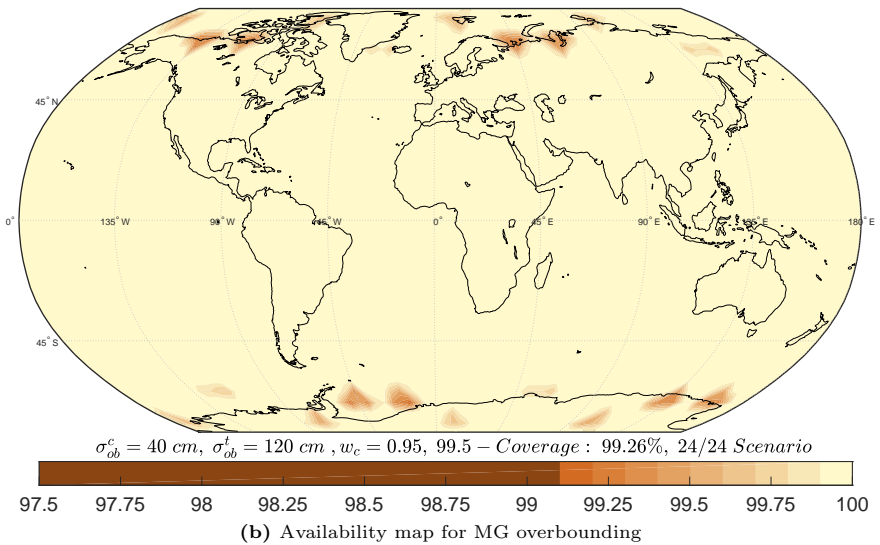 45° N
0° 135° W 90° W 45° W 0° 45° E 90° E 135° E 180° E
45° S
σᶜₒb = 40 cm, σᵗₒb = 120 cm , w_c = 0.95, 99.5 − Coverage : 99.26%, 24/24 Scenario
97.5 97.75 98 98.25 98.5 98.75 99 99.25 99.5 99.75 100
(b) Availability map for MG overbounding